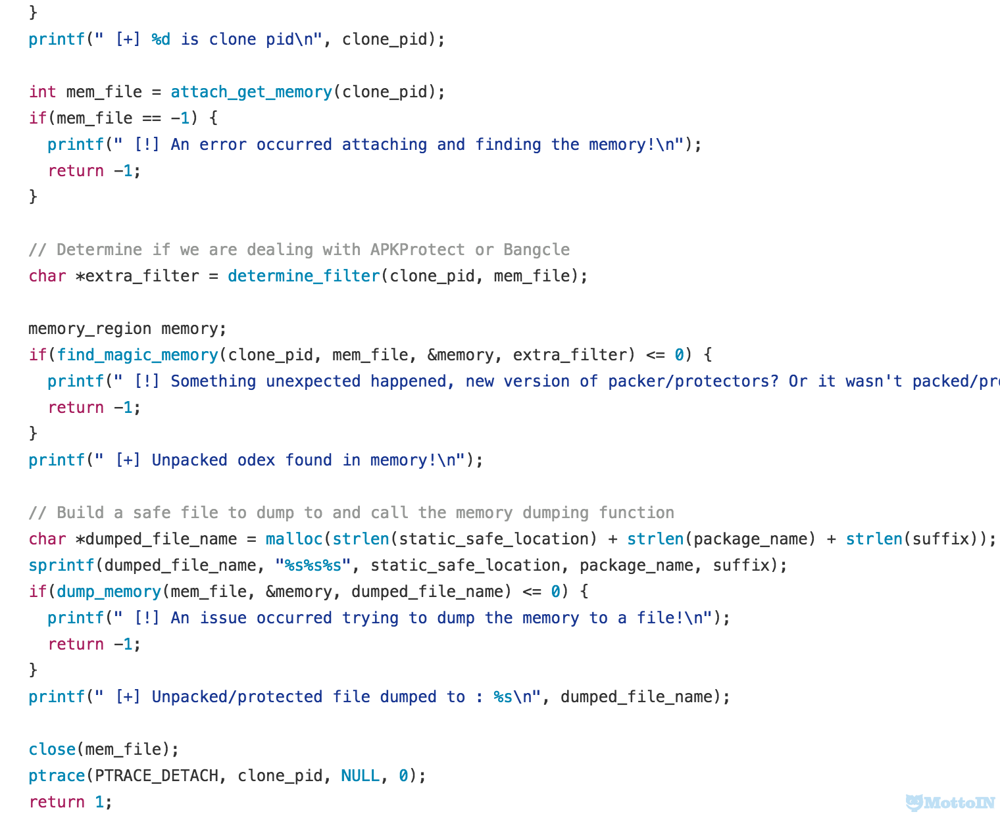 }
printf(" [+] %d is clone pid\n", clone_pid);
int mem_file = attach_get_memory(clone_pid);
if(mem_file == -1) {
printf(" [!] An error occurred attaching and finding the memory!\n");
return -1;
}
// Determine if we are dealing with APKProtect or Bangcle
char *extra_filter = determine_filter(clone_pid, mem_file);
memory_region memory;
if(find_magic_memory(clone_pid, mem_file, &memory, extra_filter) <= 0) {
printf(" [!] Something unexpected happened, new version of packer/protectors? Or it wasn't packed/pro
return -1;
}
printf(" [+] Unpacked odex found in memory!\n");
// Build a safe file to dump to and call the memory dumping function
char *dumped_file_name = malloc(strlen(static_safe_location) + strlen(package_name) + strlen(suffix));
sprintf(dumped_file_name, "%s%s%s", static_safe_location, package_name, suffix);
if(dump_memory(mem_file, &memory, dumped_file_name) <= 0) {
printf(" [!] An issue occurred trying to dump the memory to a file!\n");
return -1;
}
printf(" [+] Unpacked/protected file dumped to : %s\n", dumped_file_name);
close(mem_file);
ptrace(PTRACE_DETACH, clone_pid, NULL, 0);
return 1;
MottoIN